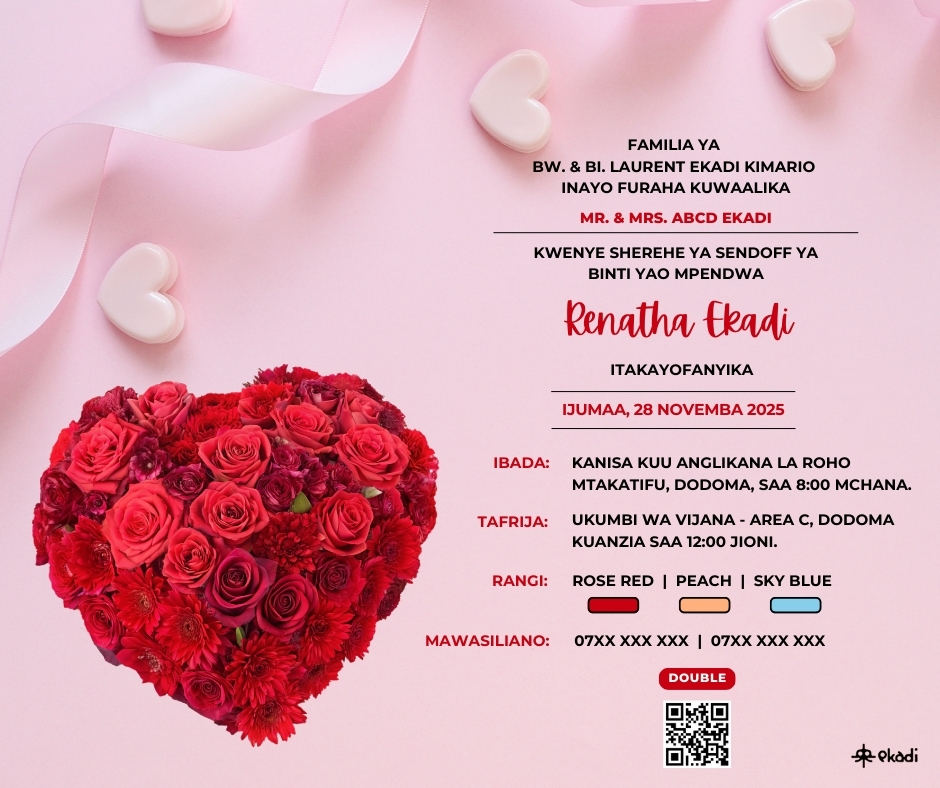 FAMILIA YA
BW. & BI. LAURENT EKADI KIMARIO
INAYO FURAHA KUWAALIKA
MR. & MRS. ABCD EKADI
KWENYE SHEREHE YA SENDOFF YA
BINTI YAO MPENDWA
Renatha Ekadi
ITAKAYOFANYIKA
IJUMAA, 28 NOVEMBA 2025
IBADA: KANISA KUU ANGLIKANA LA ROHO
MTAKATIFU, DODOMA, SAA 8:00 MCHANA.
TAFRIJA: UKUMBI WA VIJANA - AREA C, DODOMA
KUANZIA SAA 12:00 JIONI.
RANGI: ROSE RED | PEACH | SKY BLUE
MAWASILIANO: 07XX XXX XXX | 07XX XXX XXX
DOUBLE
ekadi